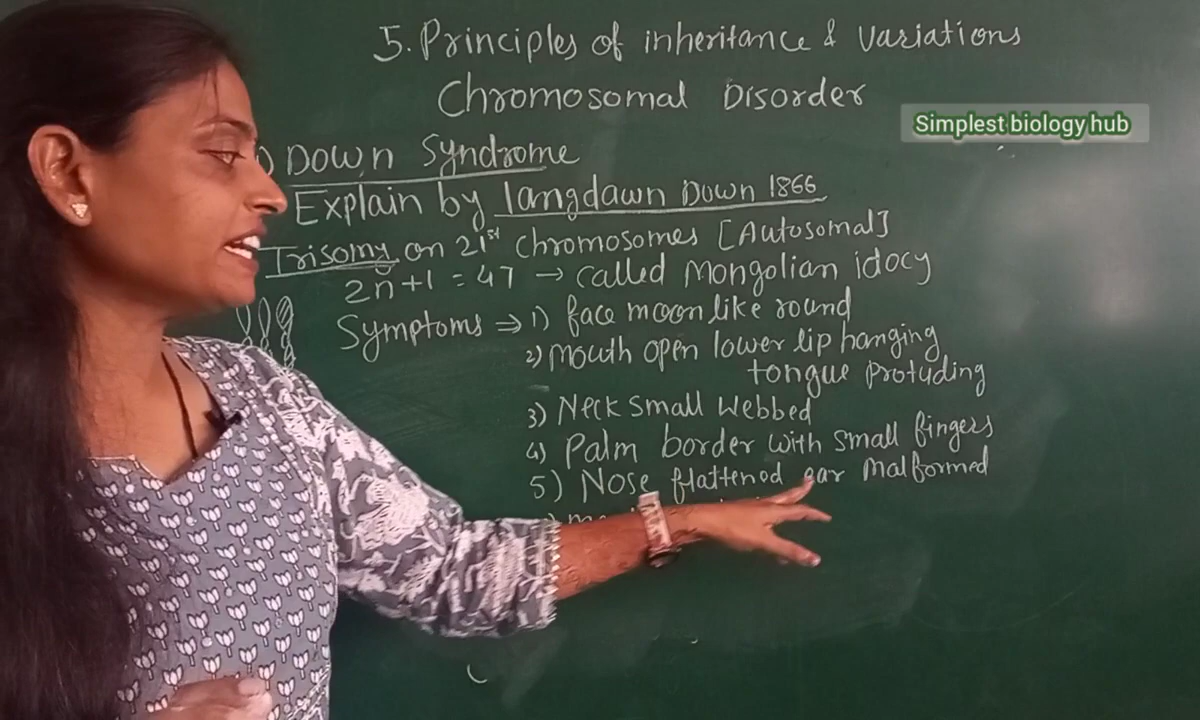 5. Principles of inheritance & Variations
Chromosomal Disorder
Simplest biology hub
) Down Syndrome
Explain by langdawn Down 1866
Trisomy on 21st chromosomes [Autosomal]
2n+1 = 47 → called Mongolian idocy
Symptoms ⇒ 1) face moon like round
2) Mouth open lower lip hanging
tongue Protuding
3) Neck small webbed
4) Palm border with small fingers
5) Nose flattened ear Malformed